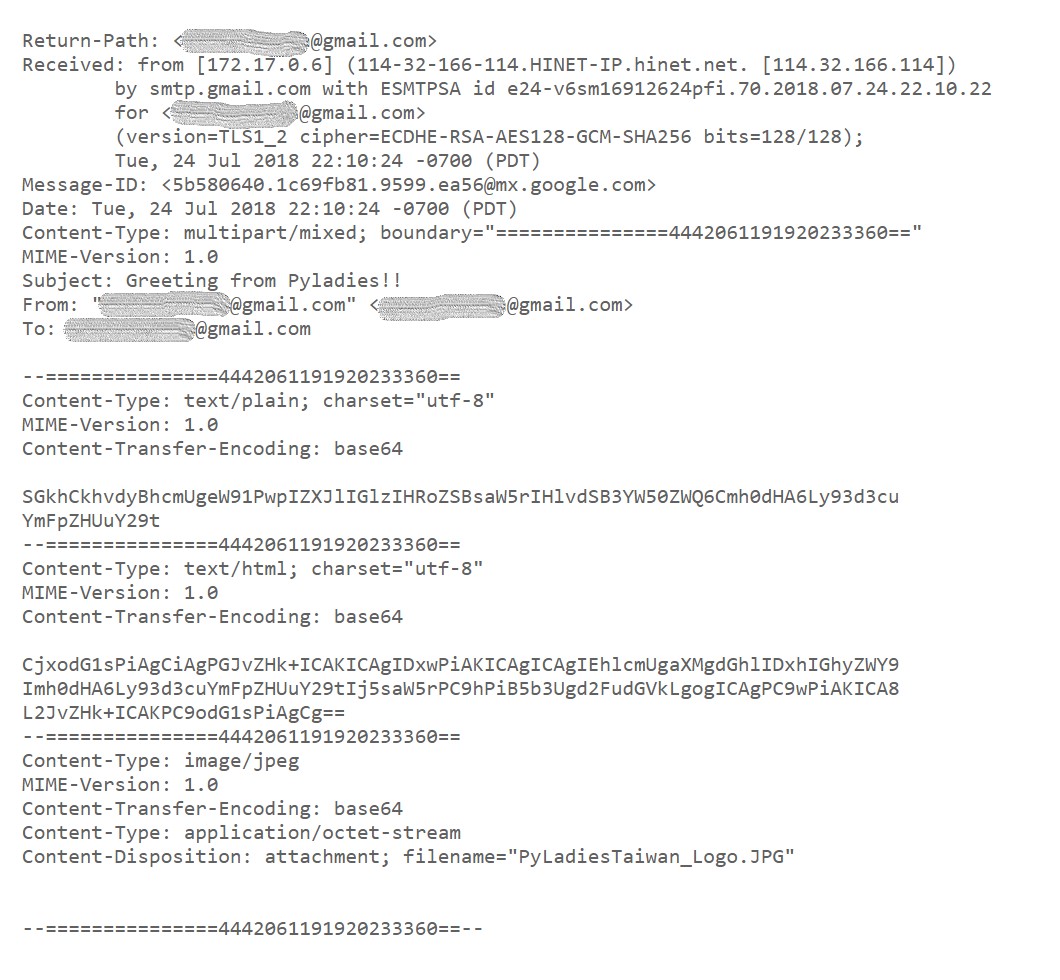 Return-Path: <@gmail.com>
Received: from [172.17.0.6] (114-32-166-114.HINET-IP.hinet.net. [114.32.166.114])
by smtp.gmail.com with ESMTPSA id e24-v6sm16912624pfi.70.2018.07.24.22.10.22
for <@gmail.com>
(version=TLS1_2 cipher=ECDHE-RSA-AES128-GCM-SHA256 bits=128/128);
Tue, 24 Jul 2018 22:10:24 -0700 (PDT)
Message-ID: <5b580640.1c69fb81.9599.ea56@mx.google.com>
Date: Tue, 24 Jul 2018 22:10:24 -0700 (PDT)
Content-Type: multipart/mixed; boundary="===============4442061191920233360=="
MIME-Version: 1.0
Subject: Greeting from Pyladies!!
From: "@gmail.com" <@gmail.com>
To: @gmail.com
--===============4442061191920233360==
Content-Type: text/plain; charset="utf-8"
MIME-Version: 1.0
Content-Transfer-Encoding: base64
SGkhCkhvdyBhcmUgeW91PwpIZXJlIGlzIHRoZSBsaW5rIHlvdSB3YW50ZWQ6Cmh0dHA6Ly93d3cu
YmFpZHUuY29t
--===============4442061191920233360==
Content-Type: text/html; charset="utf-8"
MIME-Version: 1.0
Content-Transfer-Encoding: base64
CjxodG1sPiAgCiAgPGJvZHk+ICAKICAgIDxwPiAKICAgICAgIEhlcmUgaXMgdGhlIDxhIGhyZWY9
Imh0dHA6Ly93d3cuYmFpZHUuY29tIj5saW5rPC9hPiB5b3Ugd2FudGVkLgogICAgPC9wPiAKICA8
L2JvZHk+ICAKPC9odG1sPiAgCg==
--===============4442061191920233360==
Content-Type: image/jpeg
MIME-Version: 1.0
Content-Transfer-Encoding: base64
Content-Type: application/octet-stream
Content-Disposition: attachment; filename="PyLadiesTaiwan_Logo.JPG"
--===============4442061191920233360==--